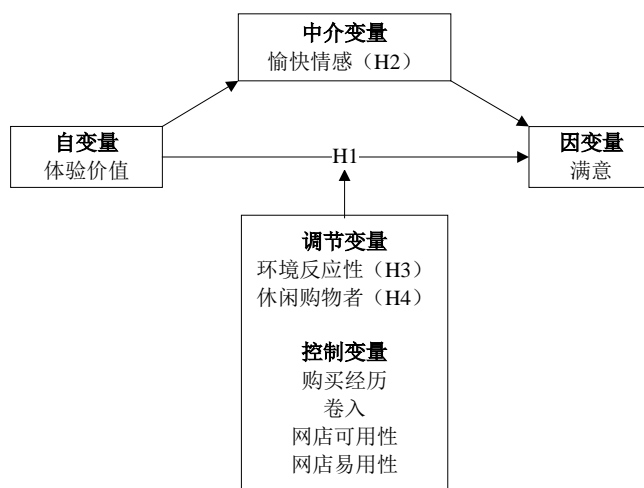 中介变量
愉快情感（H2）
自变量
体验价值
H1
因变量
满意
调节变量
环境反应性（H3）
休闲购物者（H4）
控制变量
购买经历
卷入
网店可用性
网店易用性